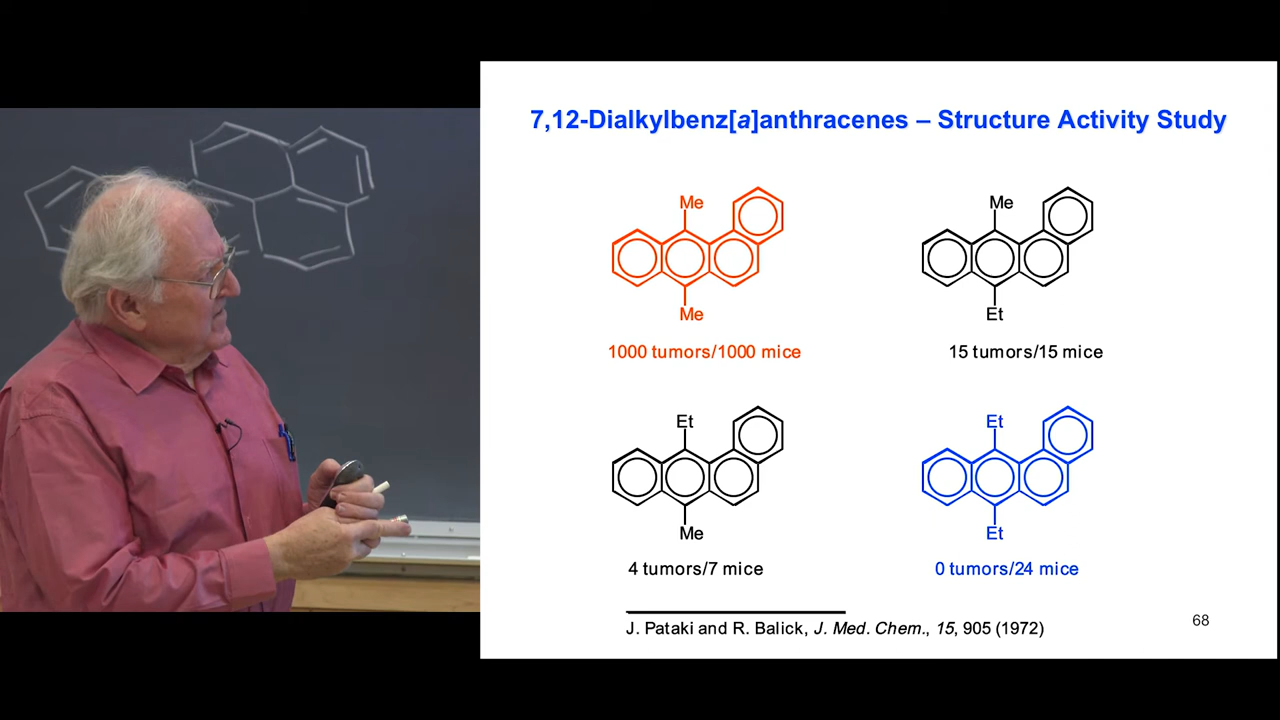 7,12-Dialkylbenz[a]anthracenes – Structure Activity Study
Me
Me
1000 tumors/1000 mice
Me
Et
15 tumors/15 mice
Et
Me
4 tumors/7 mice
Et
Et
0 tumors/24 mice
J. Pataki and R. Balick, J. Med. Chem., 15, 905 (1972)
68